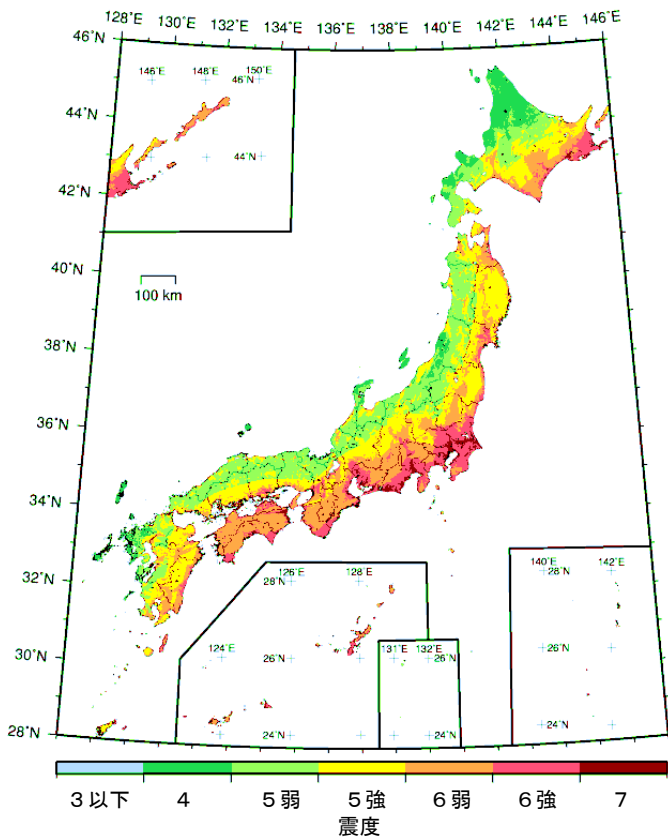 128°E 130°E 132°E 134°E 136°E 138°E 140°E 142°E 144°E 146°E
46°N
146°E 148°E 150°E
46°N
44°N
44°N
42°N
40°N
100 km
38°N
36°N
34°N
32°N
126°E 128°E
28°N
140°E 142°E
28°N
30°N
124°E
26°N
131°E 132°E
26°N
26°N
28°N
24°N
24°N
24°N
3以下 4 5弱 5強 6弱 6強 7
震度